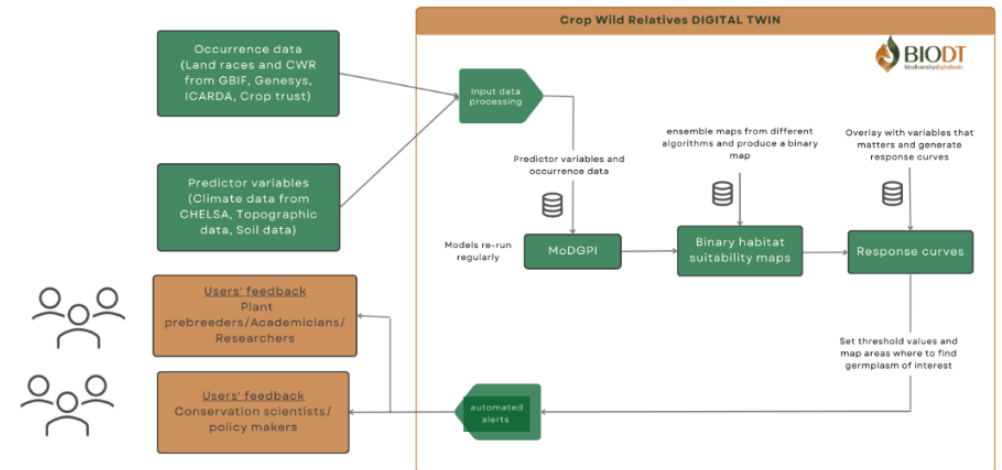 Crop Wild Relatives DIGITAL TWIN
BIODT
biodiversitydigitaltwin
Occurrence data
(Land races and CWR
from GBIF, Genesys,
ICARDA, Crop trust)
Input data
processing
Predictor variables
(Climate data from
CHELSA, Topographic
data, Soil data)
Predictor variables and
occurrence data
ensemble maps from different
algorithms and produce a binary
map
Overlay with variables that
matters and generate
response curves
Models re-run
regularly
MoDGPI
Binary habitat
suitability maps
Response curves
Users' feedback
Plant
prebreeders/Academicians/
Researchers
Set threshold values and
map areas where to find
germplasm of interest
Users' feedback
Conservation scientists/
policy makers
automated
alerts